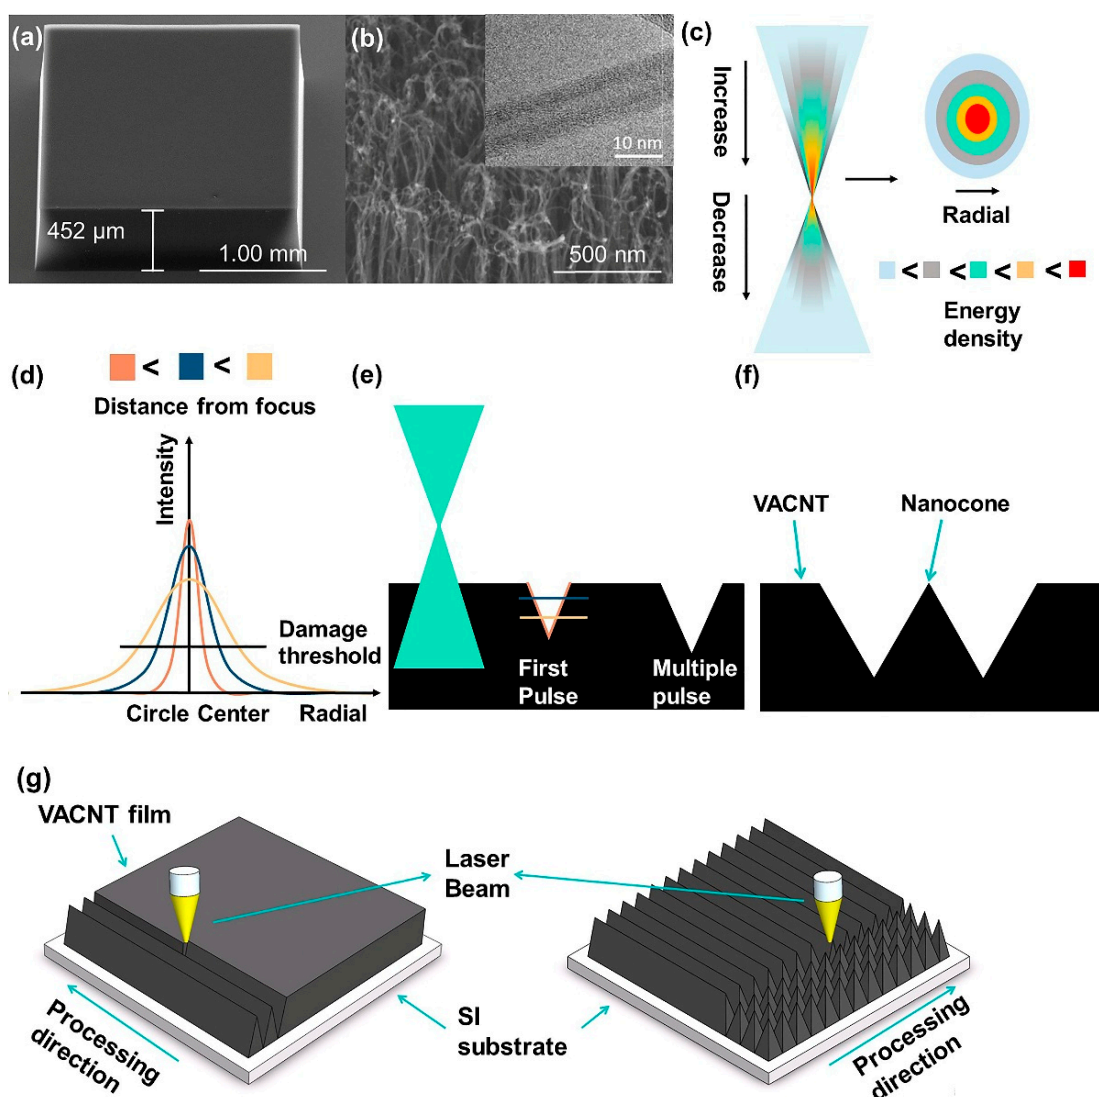 (a)
452 µm
1.00 mm
(b)
10 nm
500 nm
(c)
Increase
Decrease
Radial
< < < <
Energy
density
(d)
< <
Distance from focus
Intensity
Damage
threshold
Circle Center
Radial
(e)
First
Pulse
Multiple
pulse
(f)
VACNT
Nanocone
(g)
VACNT film
Laser
Beam
SI
substrate
Processing
direction
Processing
direction